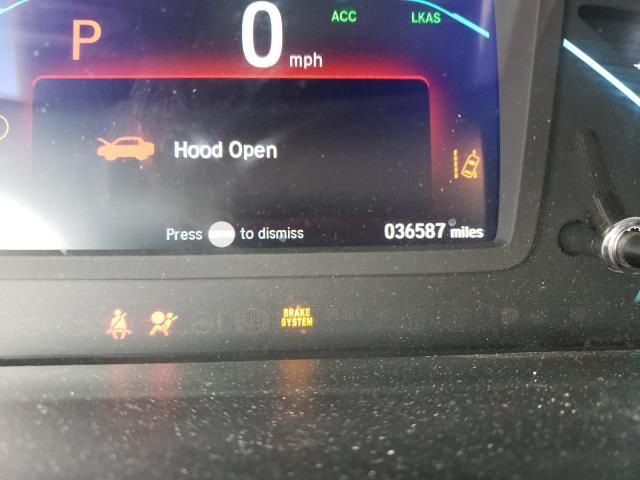 ACC LKAS
P 0 mph
Hood Open
Press to dismiss 036587 miles
BRAKE
SYSTEM